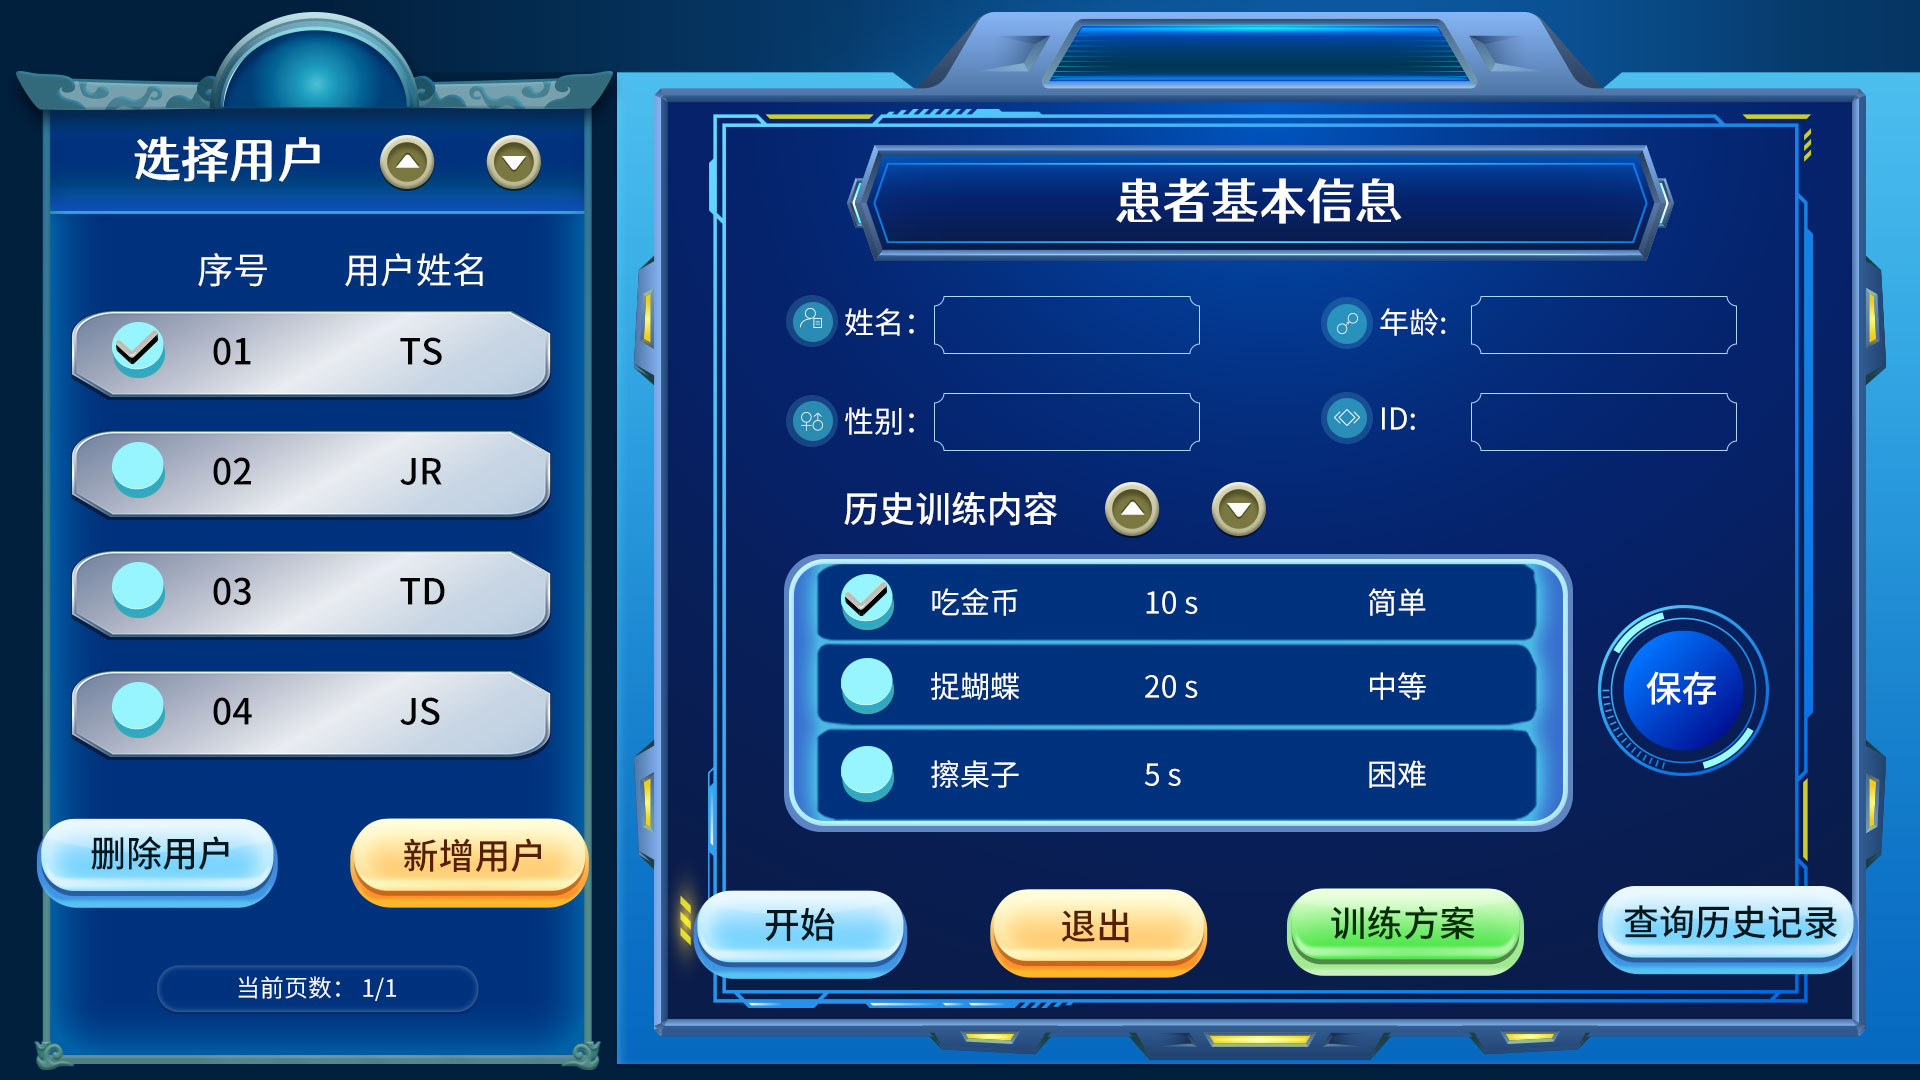 选择用户
序号 用户姓名
01 TS
02 JR
03 TD
04 JS
删除用户 新增用户
当前页数： 1/1
患者基本信息
姓名： 年龄:
性别： ID:
历史训练内容
吃金币 10 s 简单
捉蝴蝶 20 s 中等
擦桌子 5 s 困难
保存
开始 退出 训练方案 查询历史记录